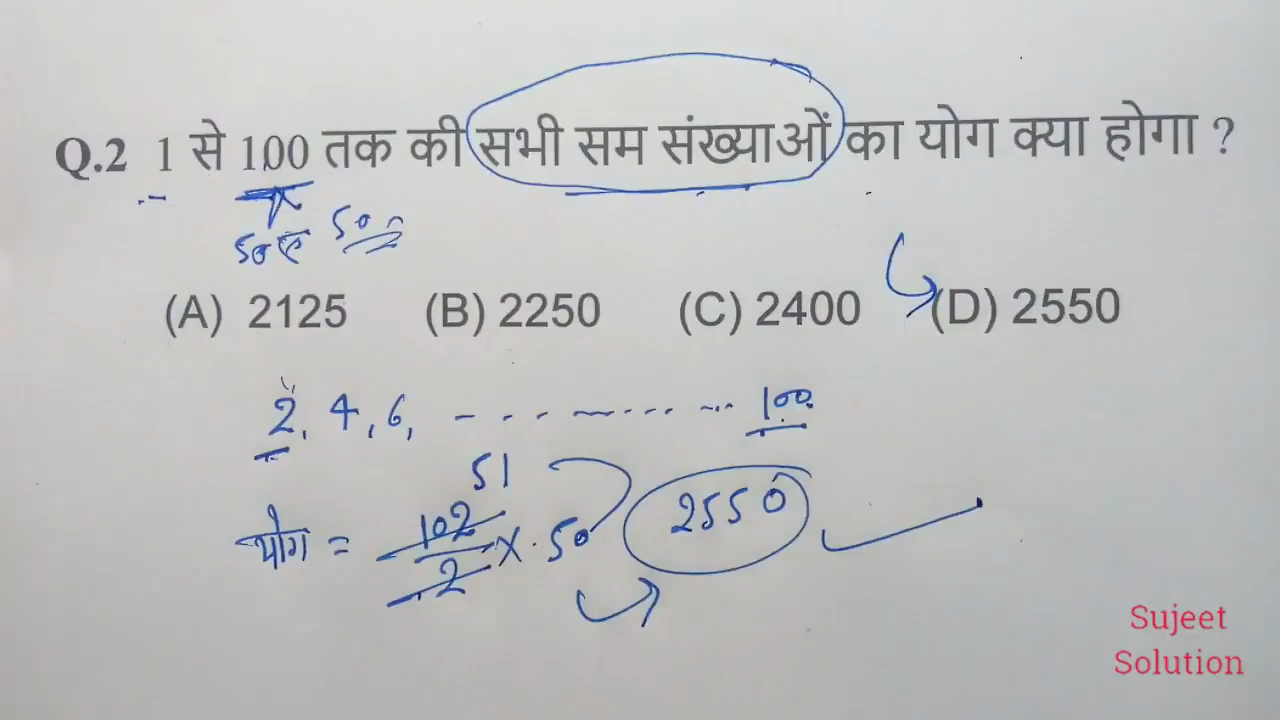 Q.2 1 से 100 तक की सभी सम संख्याओं का योग क्या होगा ?
50 50
(A) 2125 (B) 2250 (C) 2400 (D) 2550
2, 4, 6, - - - - - - - - - 100.
51
योग = 102/2 × 50 2550
Sujeet
Solution